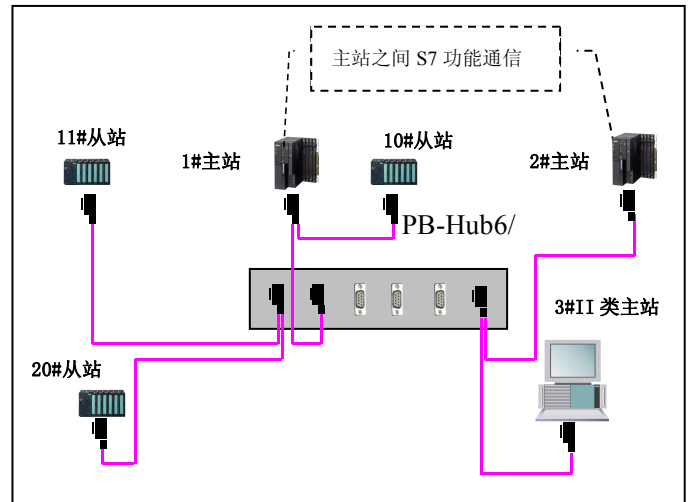 主站之间 S7 功能通信
11#从站
1#主站
10#从站
2#主站
PB-Hub6/
3#II 类主站
20#从站